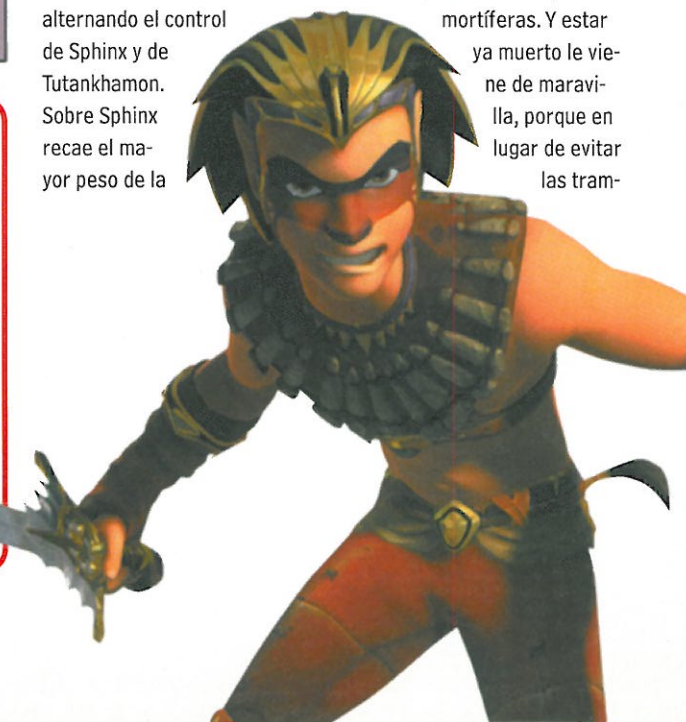 alternando el control
de Sphinx y de
Tutankhamon.
Sobre Sphinx
recae el ma-
yor peso de la
mortíferas. Y estar
ya muerto le vie-
ne de maravi-
lla, porque en
lugar de evitar
las tram-